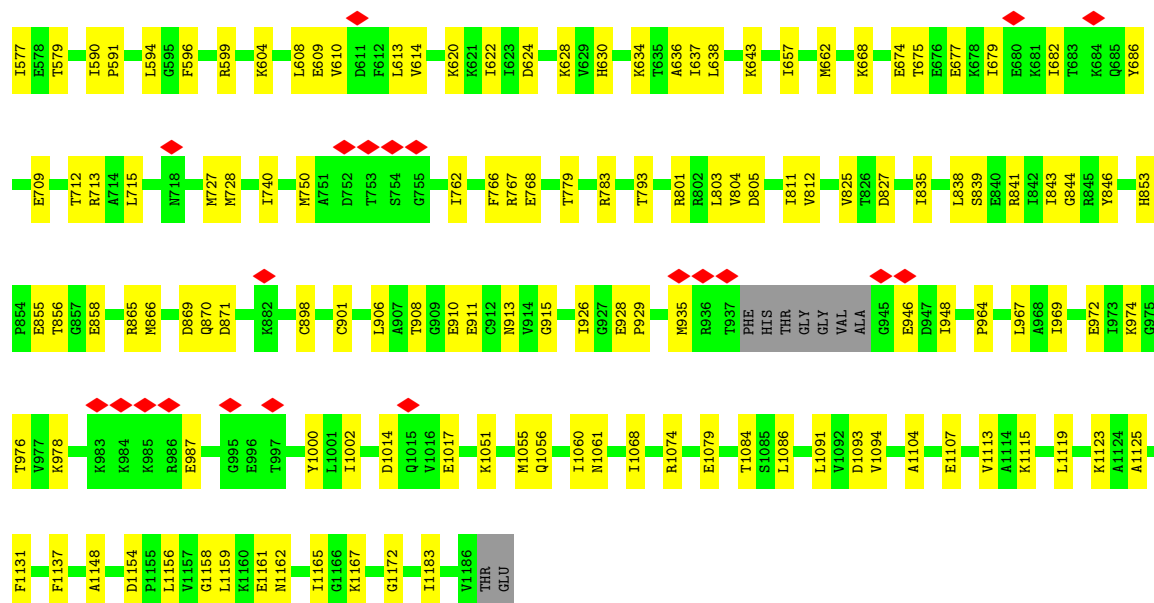 I577 E578 T579 I590 P591 L594 G595 F596 R599 K604 L608 E609 V610 D611 F612 L613 V614 K620 K621 I622 I623 D624 K628 V629 H630 K634 T635 A636 I637 L638 K643 I657 M662 K668 E674 T675 E676 E677 K678 I679 E680 K681 I682 T683 K684 Q685 Y686
E709 T712 R713 A714 L715 N718 M727 M728 I740 M750 A751 D752 T753 S754 G755 I762 F766 R767 E768 T779 R783 T793 R801 R802 L803 V804 D805 I811 V812 V825 T826 D827 I835 L838 S839 E840 R841 I842 I843 G844 R845 Y846 H853
P854 E855 T856 G857 E858 R865 M866 D869 Q870 D871 K882 C898 C901 L906 A907 T908 G909 E910 E911 C912 N913 V914 G915 I926 G927 E928 P929 M935 R936 T937 PHE HIS THR GLY GLY VAL ALA G945 E946 D947 I948 P964 L967 A968 I969 E972 I973 K974 G975
T976 V977 K978 K983 K984 K985 R986 E987 G995 E996 T997 Y1000 L1001 I1002 D1014 Q1015 V1016 E1017 K1051 M1055 Q1056 I1060 N1061 I1068 R1074 E1079 T1084 S1085 L1086 L1091 V1092 D1093 V1094 A1104 E1107 V1113 A1114 K1115 L1119 K1123 A1124 A1125
F1131 F1137 A1148 D1154 P1155 L1156 V1157 G1158 L1159 K1160 E1161 N1162 I1165 G1166 K1167 G1172 I1183 V1186 THR GLU